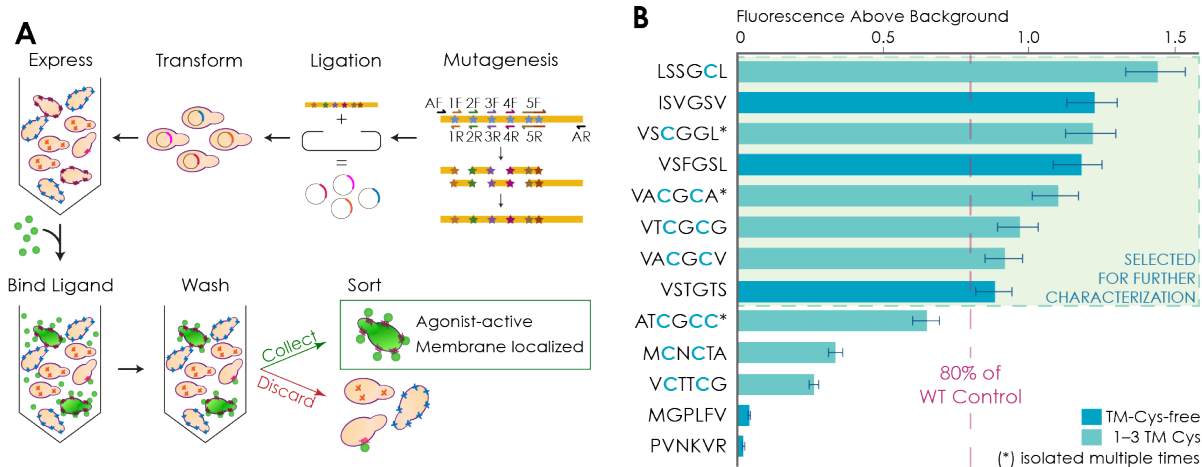 A
Express
Transform
Ligation
Mutagenesis
AF 1F 2F 3F 4F 5F
1R 2R 3R 4R 5R AR
+
=
Bind Ligand
Wash
Sort
Collect
Discard
Agonist-active
Membrane localized
B
Fluorescence Above Background
0 0.5 1.0 1.5
LSSGCL
ISVGSV
VSCGGL*
VSFGSL
VACGCA*
VTCGCG
VACGCV
VSTGTS
ATCGCC*
MCNCTA
VCTTCG
MGPLFV
PVNKVR
SELECTED
FOR FURTHER
CHARACTERIZATION
80% of
WT Control
TM-Cys-free
1–3 TM Cys
(*) isolated multiple times